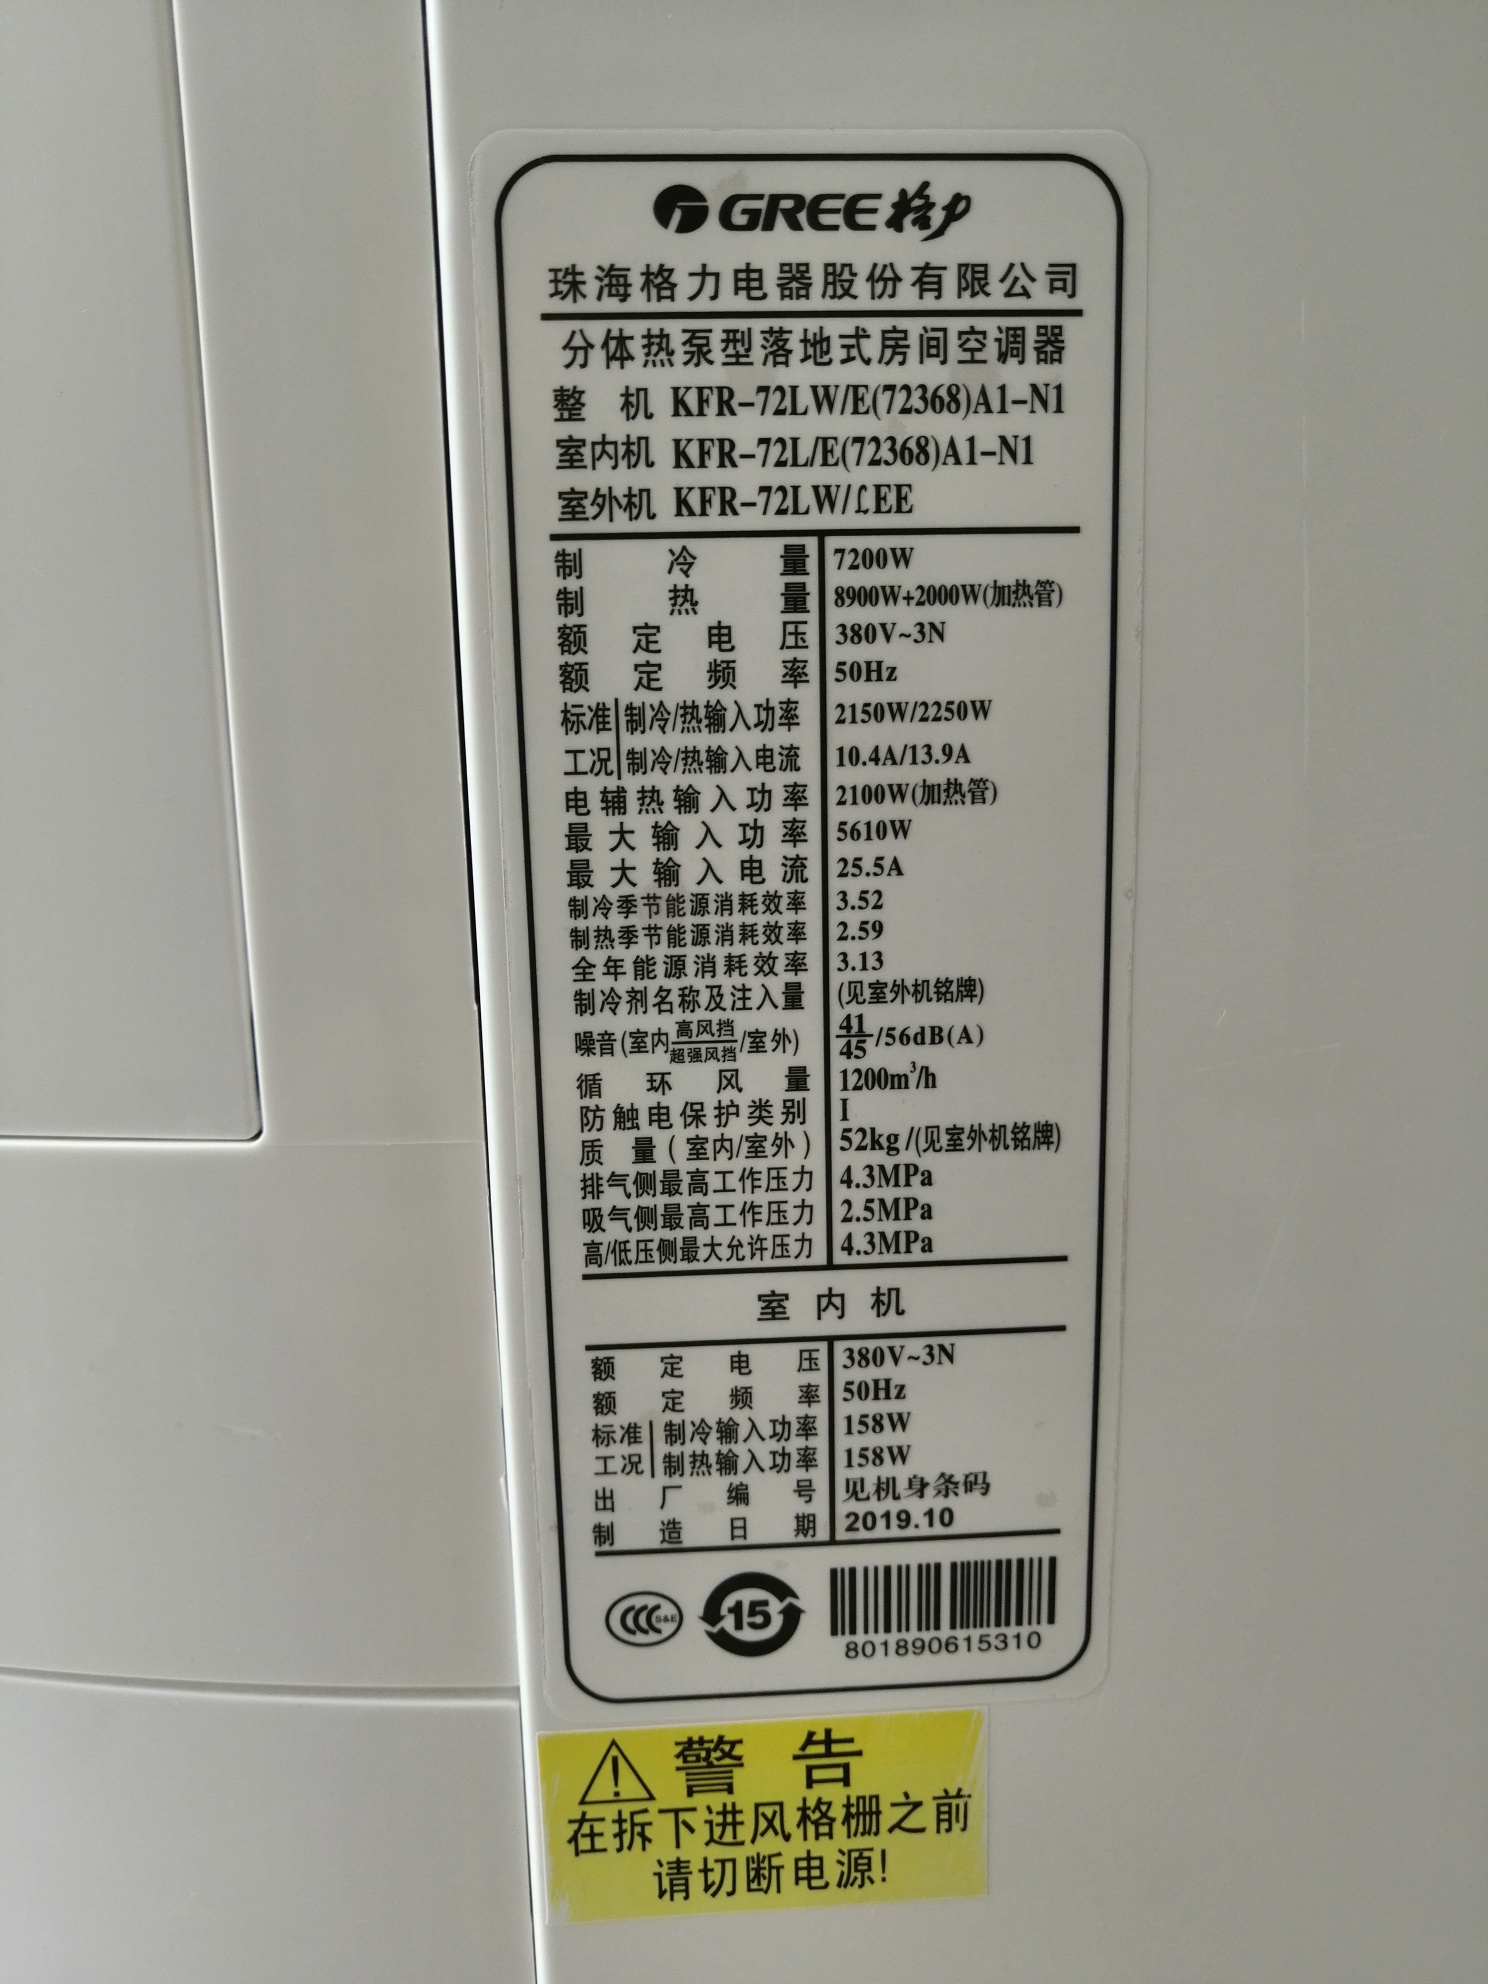 GREE格力
珠海格力电器股份有限公司
分体热泵型落地式房间空调器
整 机 KFR-72LW/E(72368)A1-N1
室内机 KFR-72L/E(72368)A1-N1
室外机 KFR-72LW/ EE
制冷量 7200W
制热量 8900W+2000W(加热管)
额定电压 380V~3N
额定频率 50Hz
标准 制冷/热输入功率 2150W/2250W
工况 制冷/热输入电流 10.4A/13.9A
电辅热输入功率 2100W(加热管)
最大输入功率 5610W
最大输入电流 25.5A
制冷季节能源消耗效率 3.52
制热季节能源消耗效率 2.59
全年能源消耗效率 3.13
制冷剂名称及注入量 (见室外机铭牌)
噪音(室内高风挡/超强风挡/室外) 41/45/56dB(A)
循环风量 1200m³/h
防触电保护类别 I
质量(室内/室外) 52kg/(见室外机铭牌)
排气侧最高工作压力 4.3MPa
吸气侧最高工作压力 2.5MPa
高/低压侧最大允许压力 4.3MPa
室内机
额定电压 380V~3N
额定频率 50Hz
标准 制冷输入功率 158W
工况 制热输入功率 158W
出厂编号 见机身条码
制造日期 2019.10
CCC S&E 15
801890615310
警告
在拆下进风格栅之前
请切断电源!